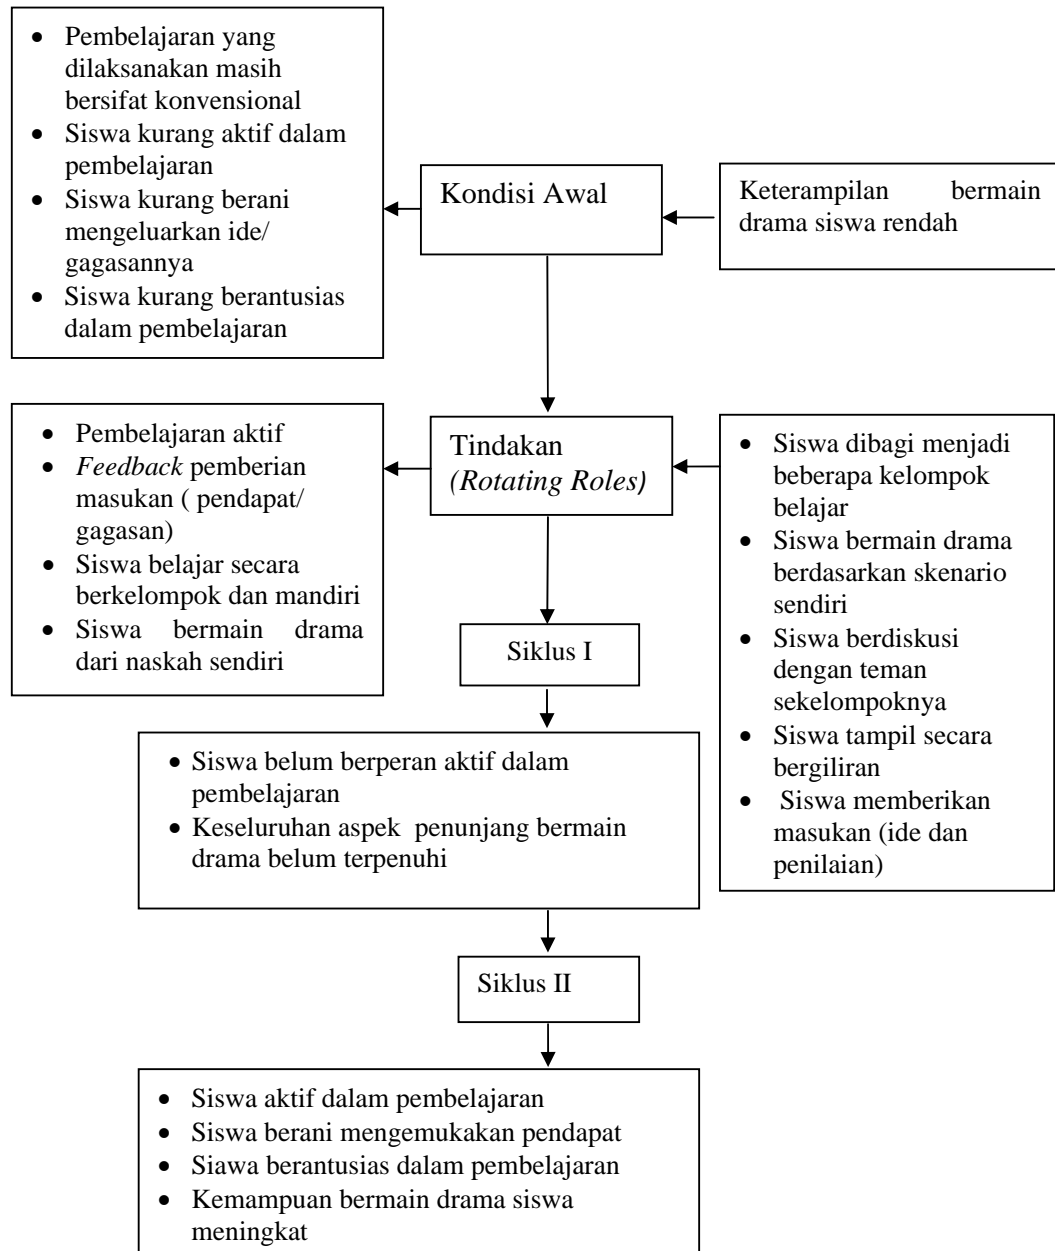 • Pembelajaran yang
dilaksanakan masih
bersifat konvensional
• Siswa kurang aktif dalam
pembelajaran
• Siswa kurang berani
mengeluarkan ide/
gagasannya
• Siswa kurang berantusias
dalam pembelajaran
Kondisi Awal
Keterampilan bermain
drama siswa rendah
• Pembelajaran aktif
• Feedback pemberian
masukan ( pendapat/
gagasan)
• Siswa belajar secara
berkelompok dan mandiri
• Siswa bermain drama
dari naskah sendiri
Tindakan
(Rotating Roles)
• Siswa dibagi menjadi
beberapa kelompok
belajar
• Siswa bermain drama
berdasarkan skenario
sendiri
• Siswa berdiskusi
dengan teman
sekelompoknya
• Siswa tampil secara
bergiliran
• Siswa memberikan
masukan (ide dan
penilaian)
Siklus I
• Siswa belum berperan aktif dalam
pembelajaran
• Keseluruhan aspek penunjang bermain
drama belum terpenuhi
Siklus II
• Siswa aktif dalam pembelajaran
• Siswa berani mengemukakan pendapat
• Siawa berantusias dalam pembelajaran
• Kemampuan bermain drama siswa
meningkat